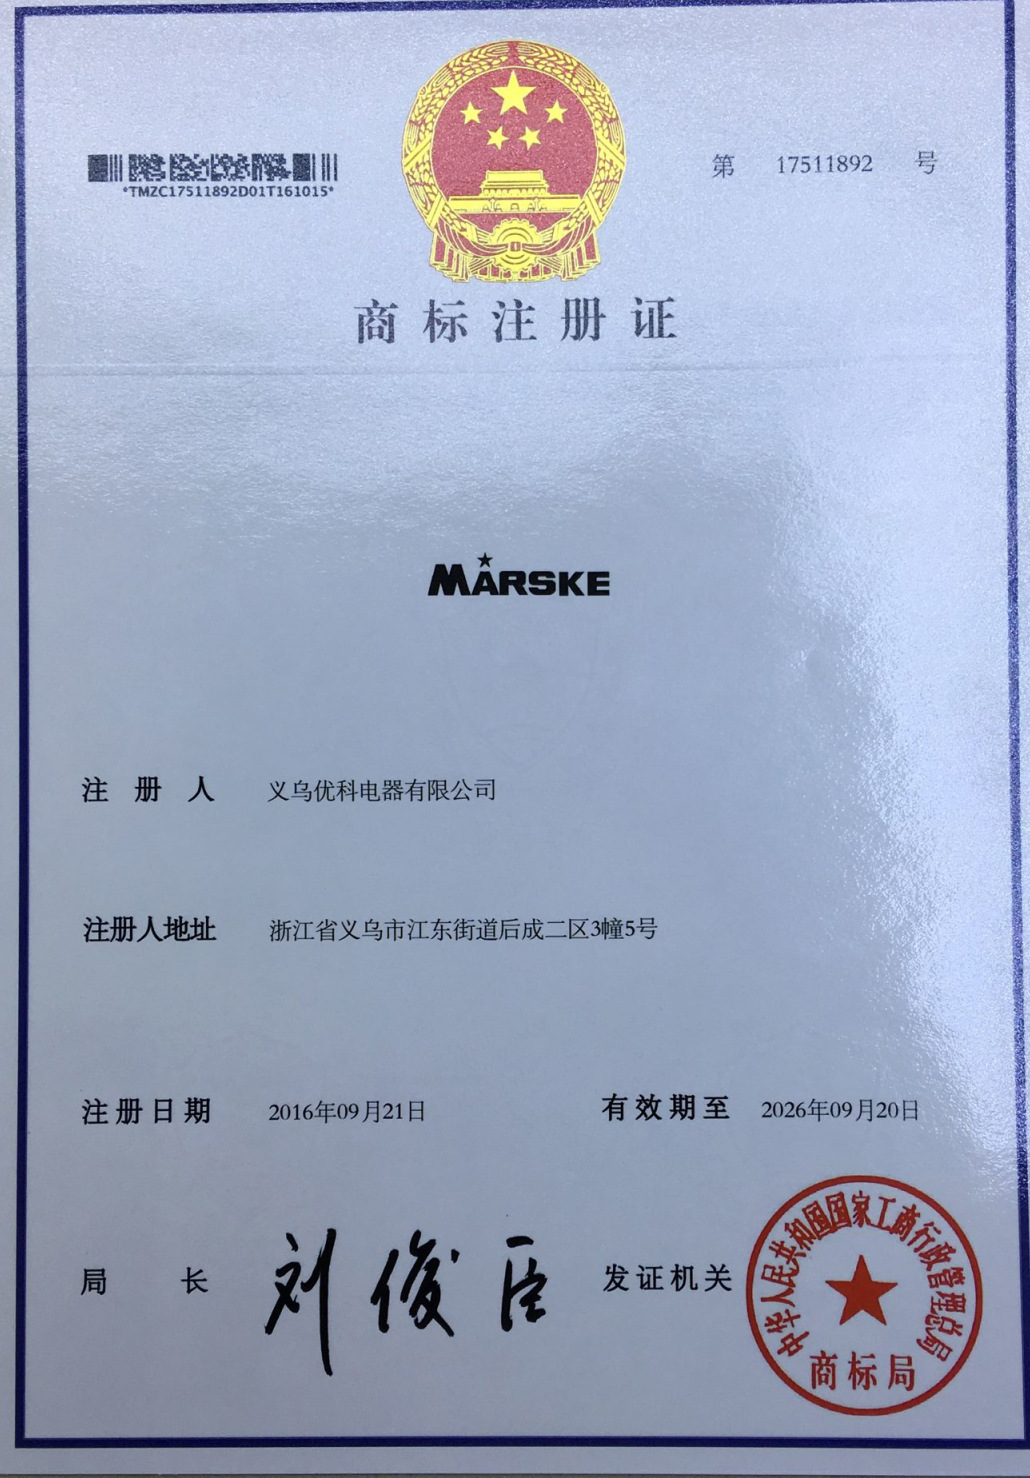 *TMZC17511892D01T161015*
第 17511892 号
商标注册证
MARSKE
注册人 义乌优科电器有限公司
注册人地址 浙江省义乌市江东街道后成二区3幢5号
注册日期 2016年09月21日 有效期至 2026年09月20日
局长 刘俊臣 发证机关
中华人民共和国国家工商行政管理总局
商标局